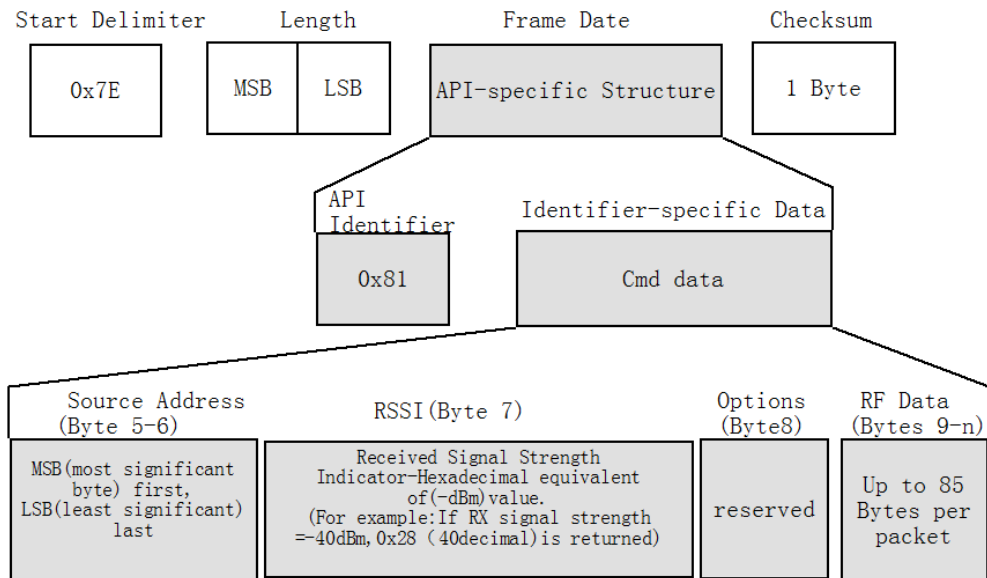 Start Delimiter Length Frame Date Checksum
0x7E MSB LSB API-specific Structure 1 Byte
API
Identifier Identifier-specific Data
0x81 Cmd data
Source Address
(Byte 5-6)
RSSI(Byte 7)
Options
(Byte8)
RF Data
(Bytes 9-n)
MSB(most significant
byte) first,
LSB(least significant)
last
Received Signal Strength
Indicator-Hexadecimal equivalent
of(-dBm)value.
(For example:If RX signal strength
=-40dBm,0x28 (40decimal)is returned)
reserved
Up to 85
Bytes per
packet